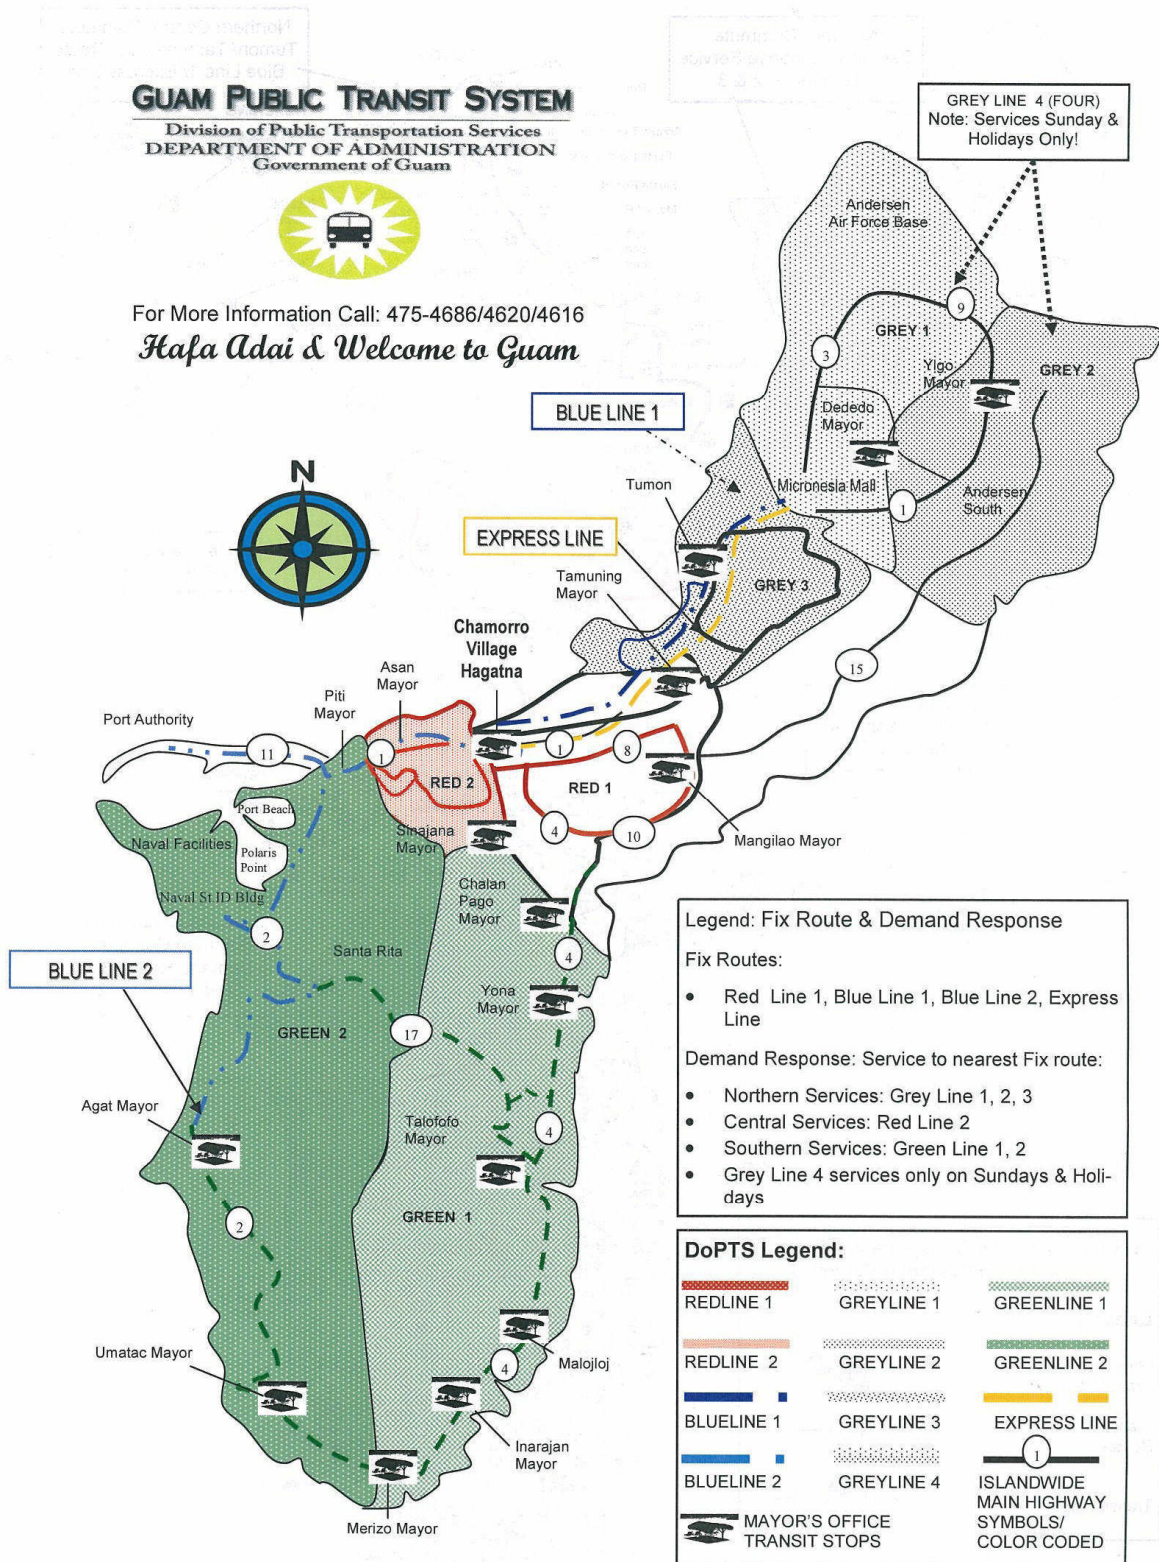 GUAM PUBLIC TRANSIT SYSTEM
Division of Public Transportation Services
DEPARTMENT OF ADMINISTRATION
Government of Guam
For More Information Call: 475-4686/4620/4616
Hafa Adai & Welcome to Guam
GREY LINE 4 (FOUR)
Note: Services Sunday &
Holidays Only!
Andersen
Air Force Base
9
GREY 1
3
Yigo
Mayor
GREY 2
Dededo
Mayor
BLUE LINE 1
Tumon
Micronesia Mall
1
Andersen
South
N
EXPRESS LINE
Tamuning
Mayor
GREY 3
Chamorro
Village
Hagatna
15
Asan
Mayor
Piti
Mayor
Port Authority
11
1
1
8
RED 2
RED 1
Port Beach
Sinajana
Mayor
4
10
Mangilao Mayor
Naval Facilities
Polaris
Point
Chalan
Pago
Mayor
Naval St ID Bldg
2
Santa Rita
4
BLUE LINE 2
Yona
Mayor
GREEN 2
17
Agat Mayor
Talofofo
Mayor
4
GREEN 1
2
Umatac Mayor
4
Malojloj
Inarajan
Mayor
Merizo Mayor
Legend: Fix Route & Demand Response
Fix Routes:
• Red Line 1, Blue Line 1, Blue Line 2, Express
Line
Demand Response: Service to nearest Fix route:
• Northern Services: Grey Line 1, 2, 3
• Central Services: Red Line 2
• Southern Services: Green Line 1, 2
• Grey Line 4 services only on Sundays & Holi-
days
DoPTS Legend:
REDLINE 1 GREYLINE 1 GREENLINE 1
REDLINE 2 GREYLINE 2 GREENLINE 2
BLUELINE 1 GREYLINE 3 EXPRESS LINE
1
BLUELINE 2 GREYLINE 4 ISLANDWIDE
MAIN HIGHWAY
SYMBOLS/
COLOR CODED
MAYOR'S OFFICE
TRANSIT STOPS